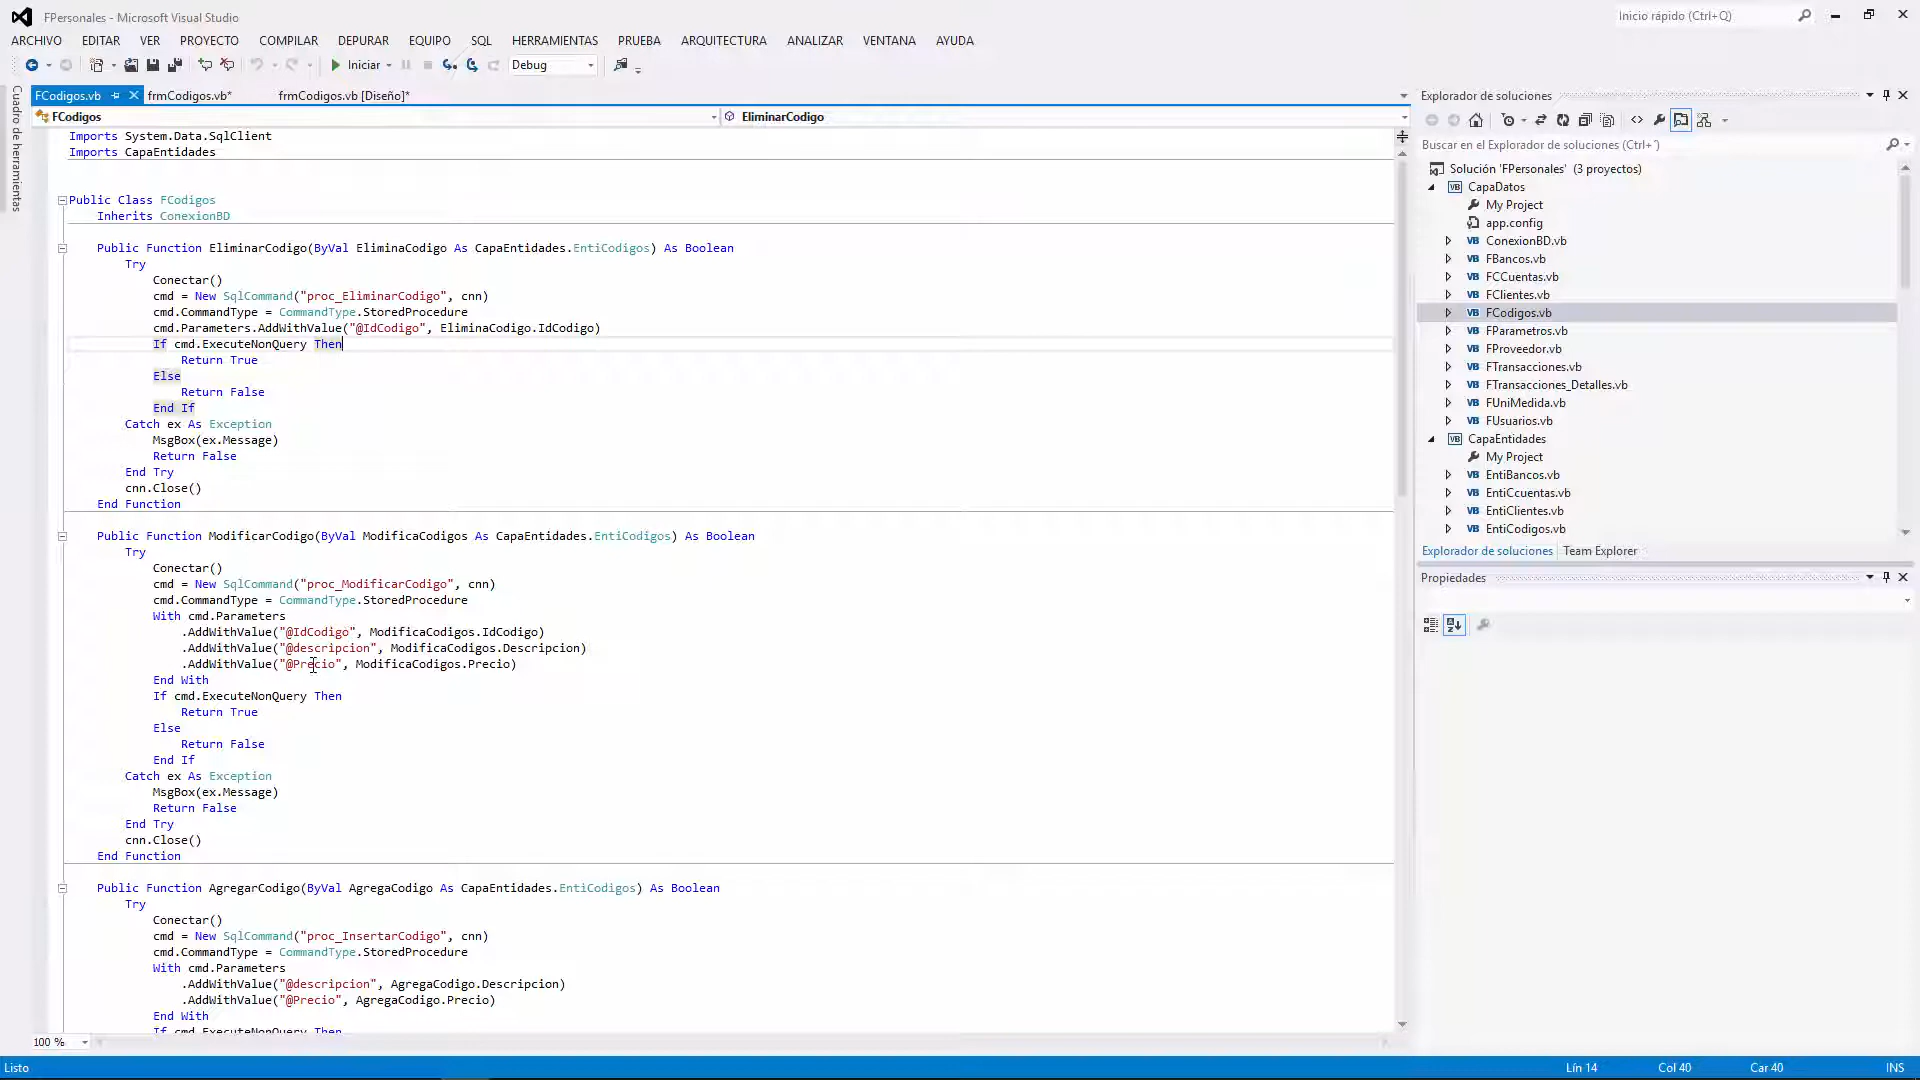 FPersonales - Microsoft Visual Studio
Inicio rápido (Ctrl+Q)
ARCHIVO EDITAR VER PROYECTO COMPILAR DEPURAR EQUIPO SQL HERRAMIENTAS PRUEBA ARQUITECTURA ANALIZAR VENTANA AYUDA
Iniciar Debug
Cuadro de herramientas
FCodigos.vb frmCodigos.vb* frmCodigos.vb [Diseño]*
FCodigos EliminarCodigo
Imports System.Data.SqlClient
Imports CapaEntidades
Public Class FCodigos
Inherits ConexionBD
Public Function EliminarCodigo(ByVal EliminaCodigo As CapaEntidades.EntiCodigos) As Boolean
Try
Conectar()
cmd = New SqlCommand("proc_EliminarCodigo", cnn)
cmd.CommandType = CommandType.StoredProcedure
cmd.Parameters.AddWithValue("@IdCodigo", EliminaCodigo.IdCodigo)
If cmd.ExecuteNonQuery Then
Return True
Else
Return False
End If
Catch ex As Exception
MsgBox(ex.Message)
Return False
End Try
cnn.Close()
End Function
Public Function ModificarCodigo(ByVal ModificaCodigos As CapaEntidades.EntiCodigos) As Boolean
Try
Conectar()
cmd = New SqlCommand("proc_ModificarCodigo", cnn)
cmd.CommandType = CommandType.StoredProcedure
With cmd.Parameters
.AddWithValue("@IdCodigo", ModificaCodigos.IdCodigo)
.AddWithValue("@descripcion", ModificaCodigos.Descripcion)
.AddWithValue("@Precio", ModificaCodigos.Precio)
End With
If cmd.ExecuteNonQuery Then
Return True
Else
Return False
End If
Catch ex As Exception
MsgBox(ex.Message)
Return False
End Try
cnn.Close()
End Function
Public Function AgregarCodigo(ByVal AgregaCodigo As CapaEntidades.EntiCodigos) As Boolean
Try
Conectar()
cmd = New SqlCommand("proc_InsertarCodigo", cnn)
cmd.CommandType = CommandType.StoredProcedure
With cmd.Parameters
.AddWithValue("@descripcion", AgregaCodigo.Descripcion)
.AddWithValue("@Precio", AgregaCodigo.Precio)
End With
If cmd.ExecuteNonQuery Then
100 %
Explorador de soluciones
Buscar en el Explorador de soluciones (Ctrl+¨)
Solución 'FPersonales' (3 proyectos)
CapaDatos
My Project
app.config
ConexionBD.vb
FBancos.vb
FCCuentas.vb
FClientes.vb
FCodigos.vb
FParametros.vb
FProveedor.vb
FTransacciones.vb
FTransacciones_Detalles.vb
FUniMedida.vb
FUsuarios.vb
CapaEntidades
My Project
EntiBancos.vb
EntiCcuentas.vb
EntiClientes.vb
EntiCodigos.vb
Explorador de soluciones Team Explorer
Propiedades
Listo Lín 14 Col 40 Car 40 INS